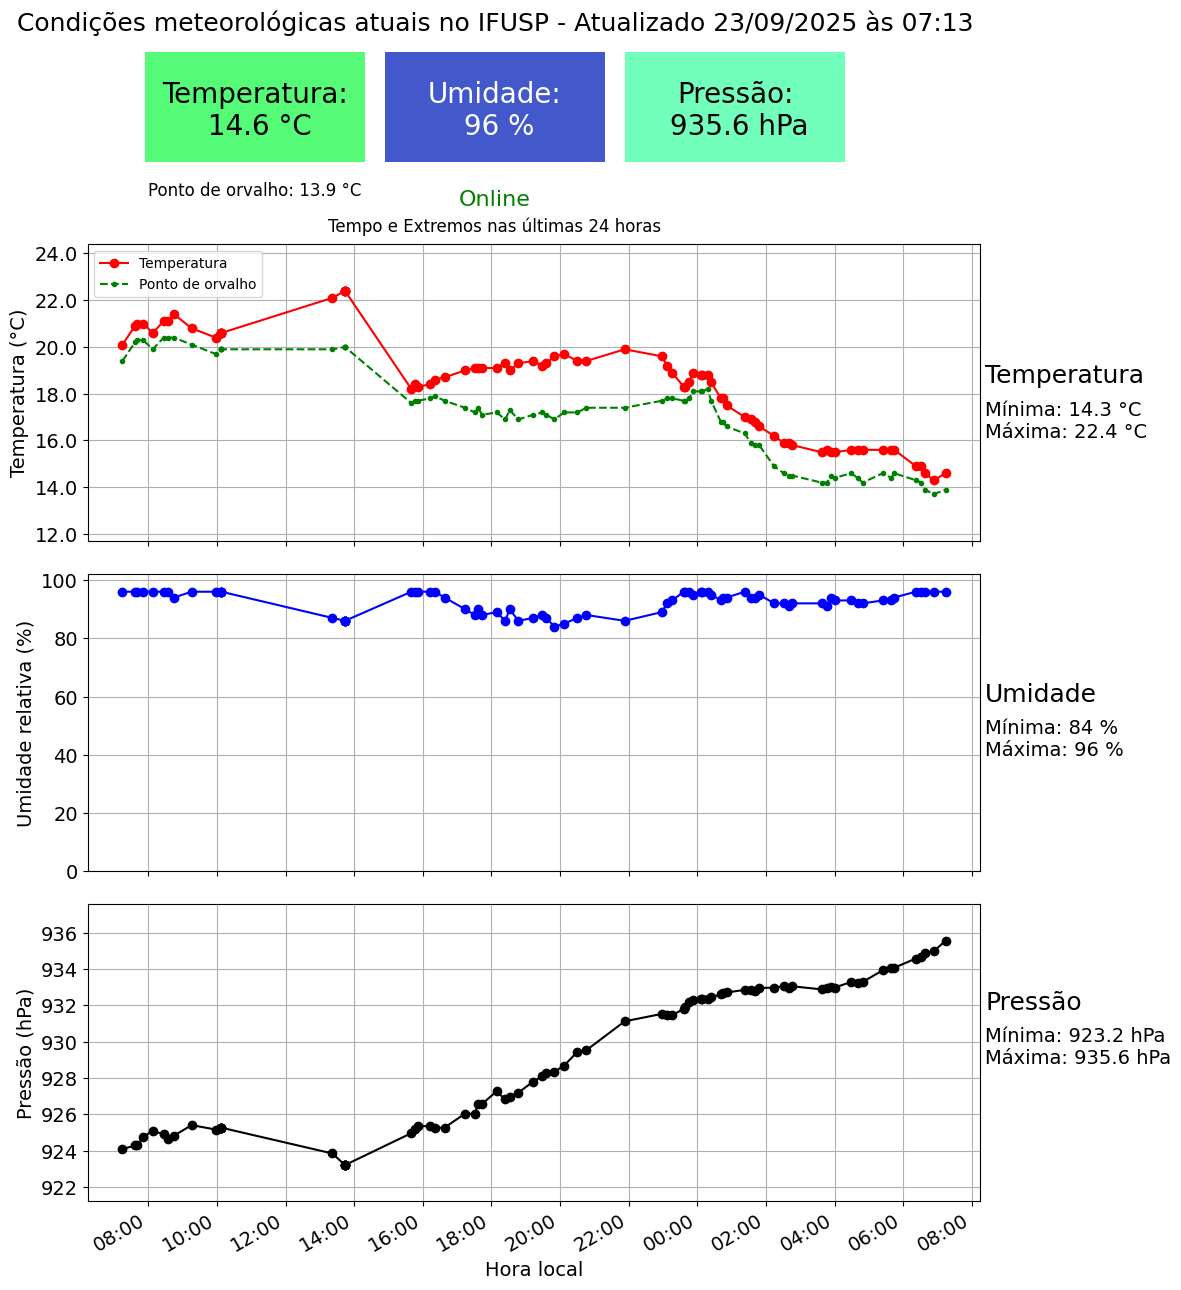 Condições meteorológicas atuais no IFUSP - Atualizado 23/09/2025 às 07:13
Temperatura:
14.6 °C
Umidade:
96 %
Pressão:
935.6 hPa
Ponto de orvalho: 13.9 °C
Online
Tempo e Extremos nas últimas 24 horas
Temperatura (°C)
24.0
22.0
20.0
18.0
16.0
14.0
12.0
Temperatura
Ponto de orvalho
Temperatura
Mínima: 14.3 °C
Máxima: 22.4 °C
Umidade relativa (%)
100
80
60
40
20
0
Umidade
Mínima: 84 %
Máxima: 96 %
Pressão (hPa)
936
934
932
930
928
926
924
922
Pressão
Mínima: 923.2 hPa
Máxima: 935.6 hPa
08:00
10:00
12:00
14:00
16:00
18:00
20:00
22:00
00:00
02:00
04:00
06:00
08:00
Hora local